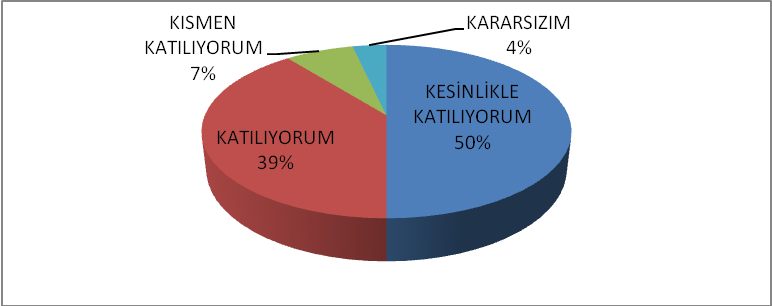 KISMEN
KATILIYORUM
7%
KARARSIZIM
4%
KESİNLİKLE
KATILIYORUM
50%
KATILIYORUM
39%